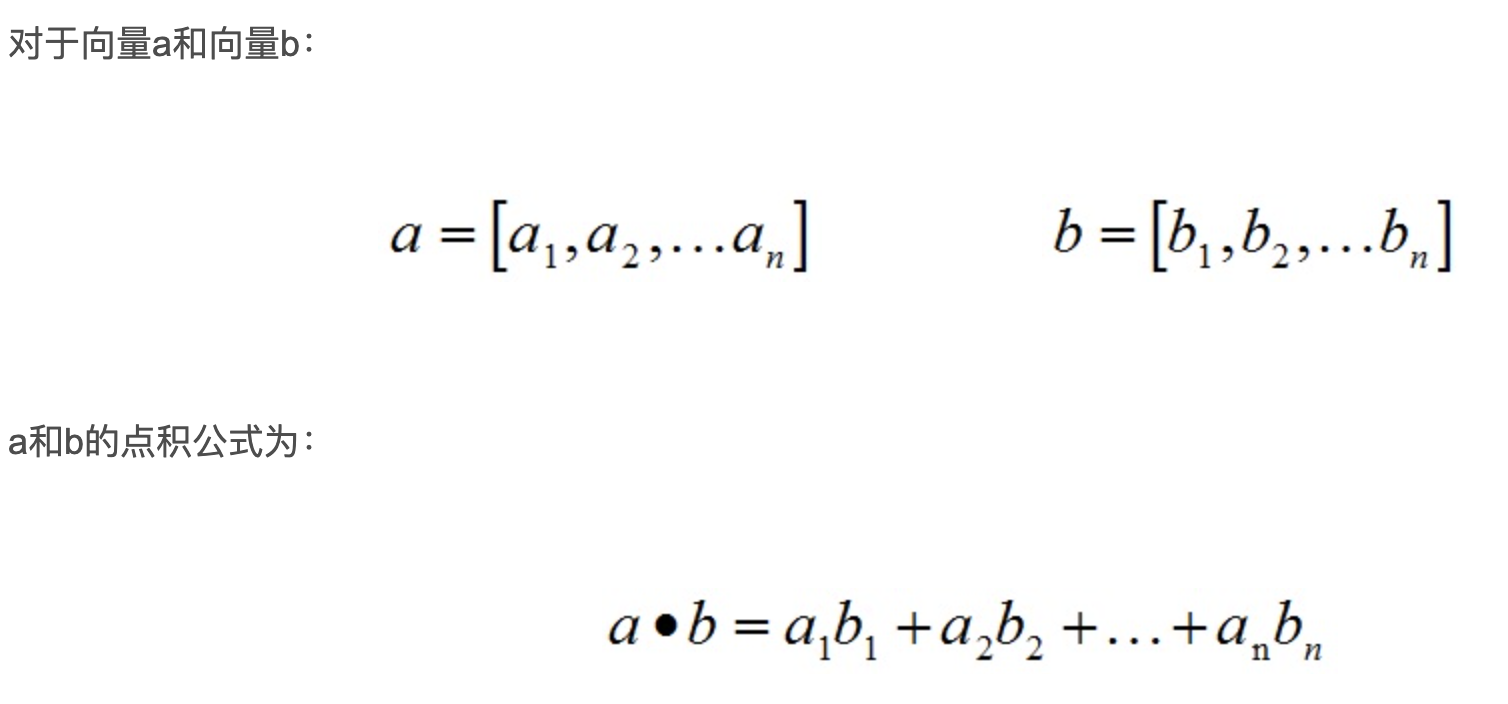 对于向量a和向量b：
a = [a₁,a₂,…aₙ] b = [b₁,b₂,…bₙ]
a和b的点积公式为：
a•b = a₁b₁ +a₂b₂ +…+aₙbₙ